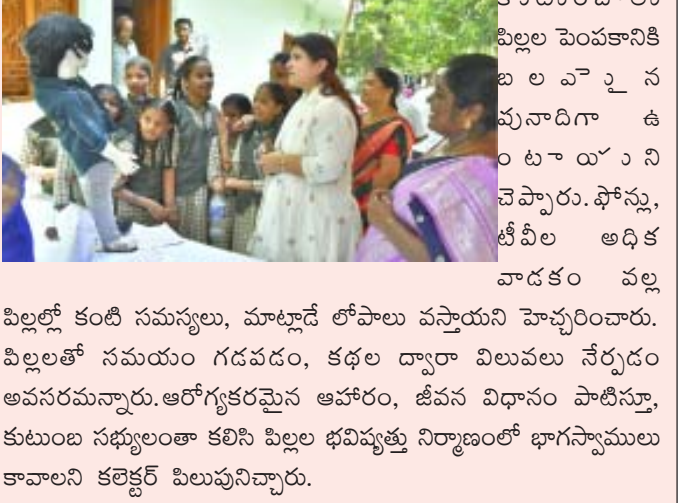 పిల్లల పెంపకానికి
బ ల మై న
పునాదిగా ఉ
ంటాయని
చెప్పారు.ఫోన్లు,
టీవీల అధిక
వాడకం వల్ల
పిల్లల్లో కంటి సమస్యలు, మాట్లాడే లోపాలు వస్తాయని హెచ్చరించారు.
పిల్లలతో సమయం గడపడం, కథల ద్వారా విలువలు నేర్పడం
అవసరమన్నారు.ఆరోగ్యకరమైన ఆహారం, జీవన విధానం పాటిస్తూ,
కుటుంబ సభ్యులంతా కలిసి పిల్లల భవిష్యత్తు నిర్మాణంలో భాగస్వాములు
కావాలని కలెక్టర్ పిలుపునిచ్చారు.